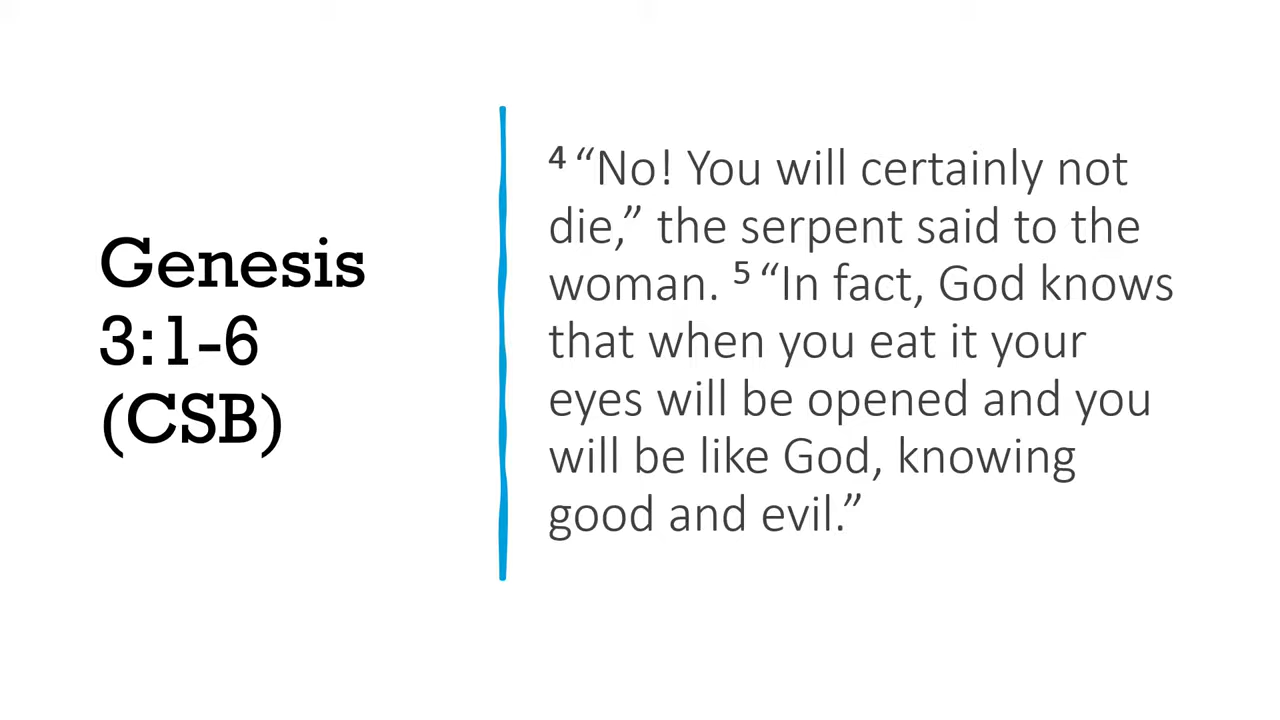 Genesis
3:1-6
(CSB)
4 “No! You will certainly not
die,” the serpent said to the
woman. 5 “In fact, God knows
that when you eat it your
eyes will be opened and you
will be like God, knowing
good and evil.”